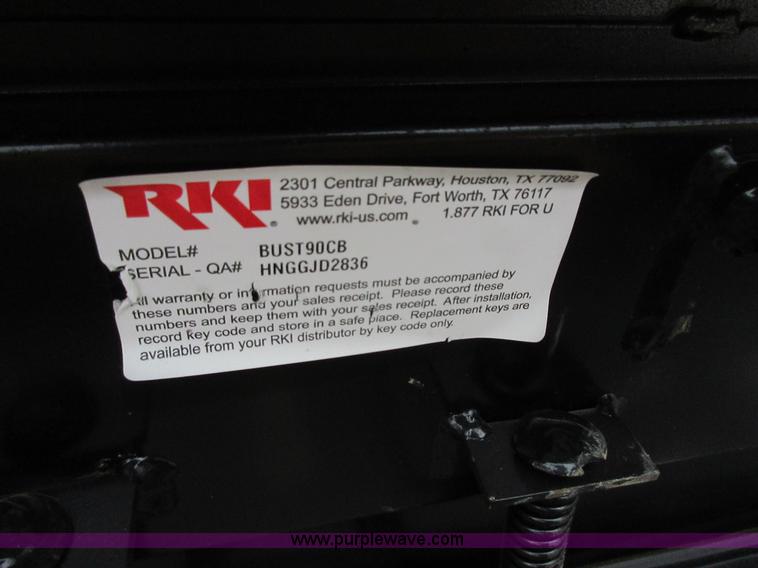 RKI
2301 Central Parkway, Houston, TX 77092
5933 Eden Drive, Fort Worth, TX 76117
www.rki-us.com 1.877 RKI FOR U
MODEL# BUST90CB
SERIAL - QA# HNGGJD2836
All warranty or information requests must be accompanied by
these numbers and your sales receipt. Please record these
numbers and keep them with your sales receipt. After installation,
record key code and store in a safe place. Replacement keys are
available from your RKI distributor by key code only.
www.purplewave.com